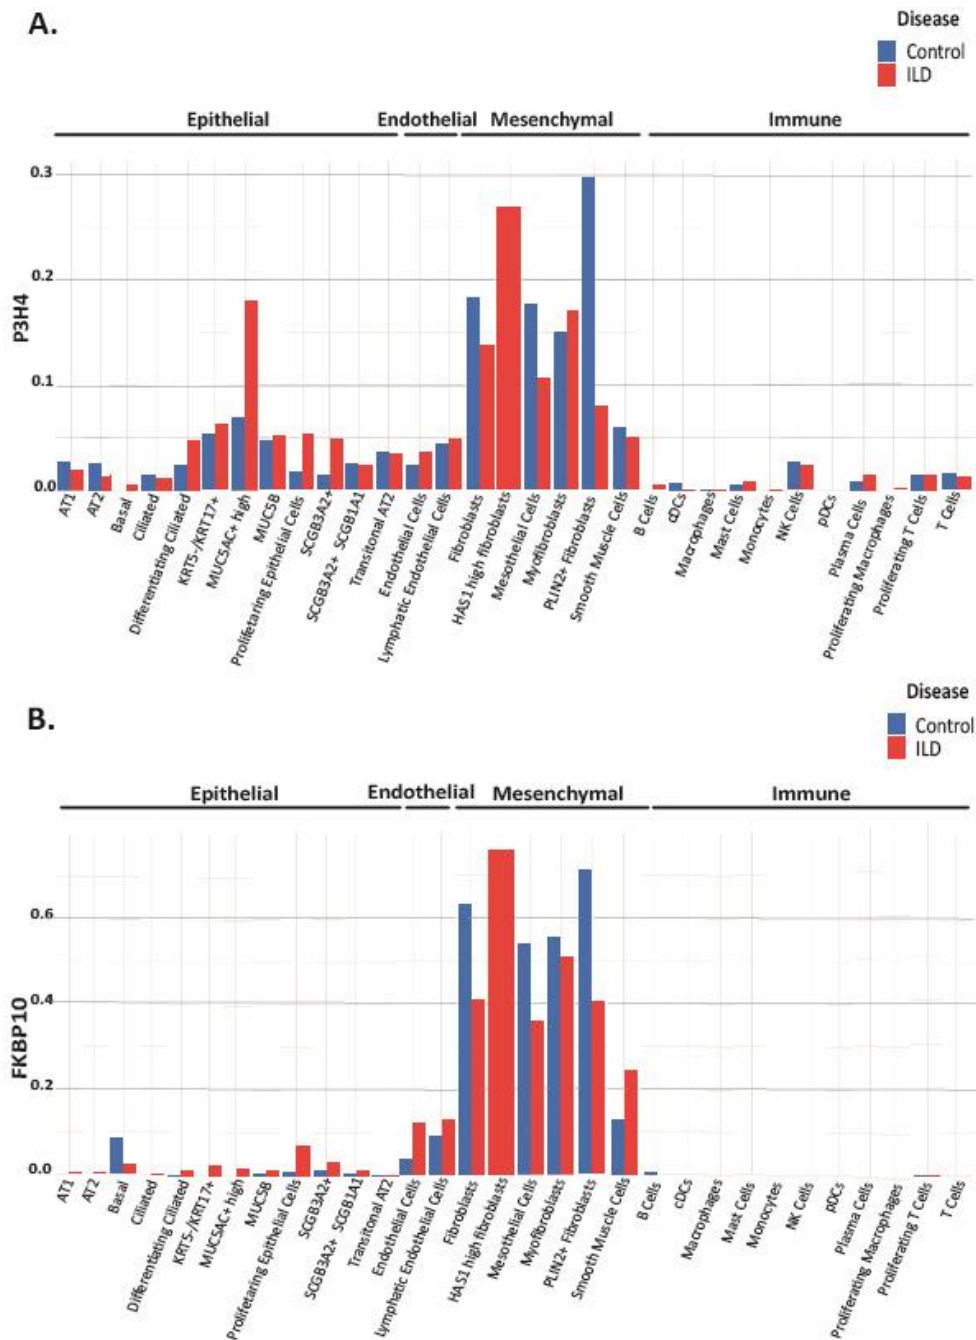 A.
Disease
Control
ILD
Epithelial Endothelial Mesenchymal Immune
P3H4
0.3
0.2
0.1
0.0
AT1
AT2
Basal
Ciliated
Differentiating Ciliated
KRT5-/KRT17+
MUC5AC+ high
MUC5B
Prolifetaring Epithelial Cells
SCGB3A2+
SCGB3A2+ SCGB1A1
Transitonal AT2
Endothelial Cells
Lymphatic Endothelial Cells
Fibroblasts
HAS1 high fibroblasts
Mesothelial Cells
Myofibroblasts
PLIN2+ Fibroblasts
Smooth Muscle Cells
B Cells
cDCs
Macrophages
Mast Cells
Monocytes
NK Cells
pDCs
Plasma Cells
Proliferating Macrophages
Proliferating T Cells
T Cells
B.
Disease
Control
ILD
Epithelial Endothelial Mesenchymal Immune
FKBP10
0.6
0.4
0.2
0.0
AT1
AT2
Basal
Ciliated
Differentiating Ciliated
KRT5-/KRT17+
MUC5AC+ high
MUC5B
Prolifetaring Epithelial Cells
SCGB3A2+
SCGB3A2+ SCGB1A1
Transitonal AT2
Endothelial Cells
Lymphatic Endothelial Cells
Fibroblasts
HAS1 high fibroblasts
Mesothelial Cells
Myofibroblasts
PLIN2+ Fibroblasts
Smooth Muscle Cells
B Cells
cDCs
Macrophages
Mast Cells
Monocytes
NK Cells
pDCs
Plasma Cells
Proliferating Macrophages
Proliferating T Cells
T Cells